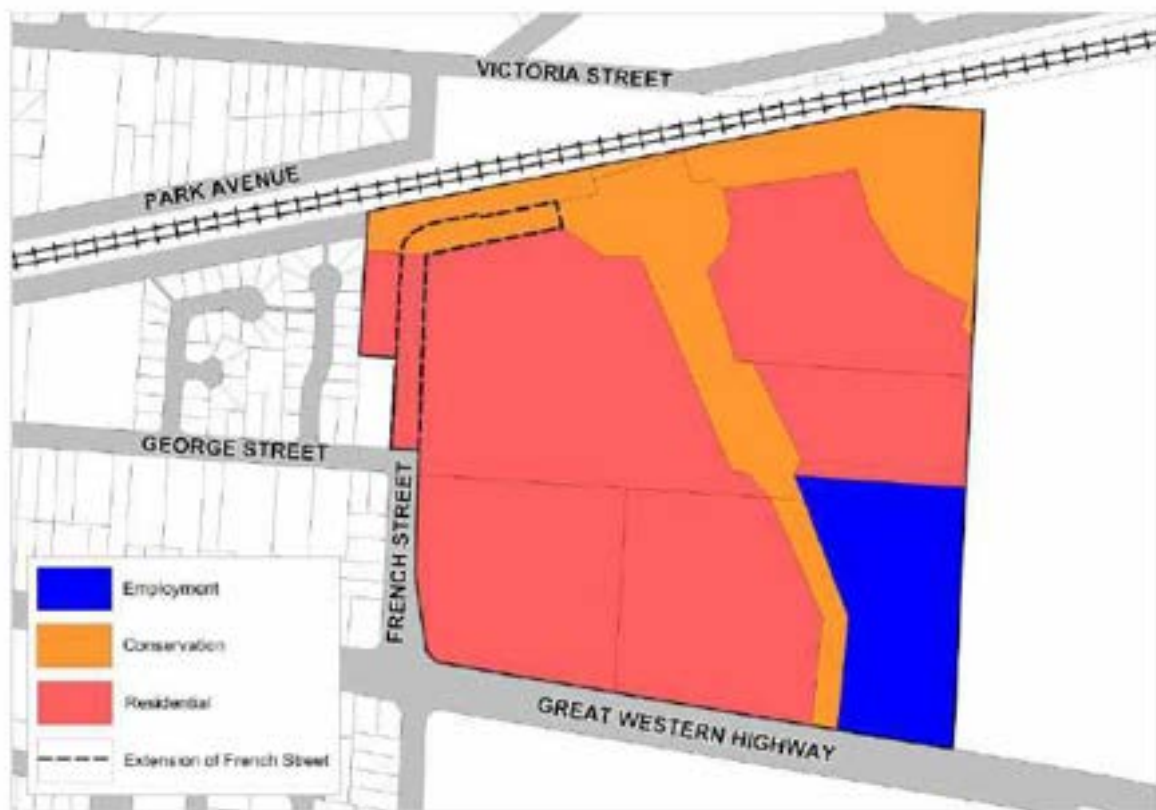 VICTORIA STREET
PARK AVENUE
GEORGE STREET
FRENCH STREET
GREAT WESTERN HIGHWAY
Employment
Conservation
Residential
Extension of French Street